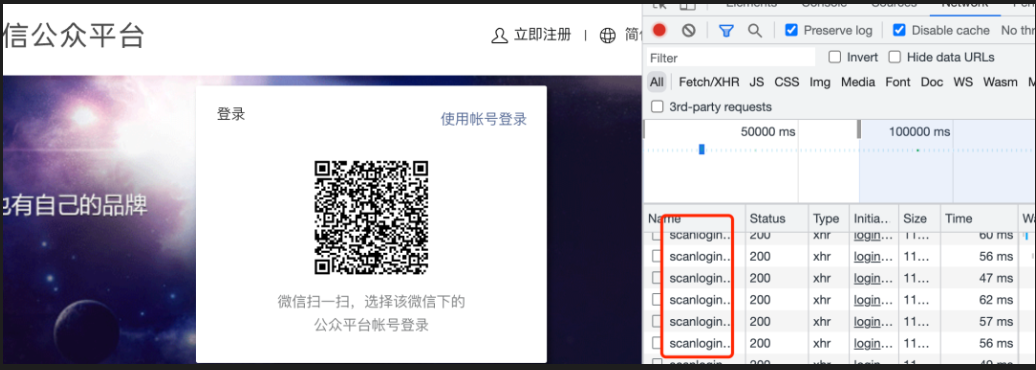 信公众平台
立即注册
登录
使用帐号登录
有自己的品牌
微信扫一扫，选择该微信下的
公众平台帐号登录
Elements Console Sources Network
Preserve log Disable cache No thr
Filter Invert Hide data URLs
All Fetch/XHR JS CSS Img Media Font Doc WS Wasm M
3rd-party requests
50000 ms 100000 ms
Name Status Type Initia... Size Time
scanlogin... 200 xhr login... 11... 60 ms
scanlogin... 200 xhr login... 11... 56 ms
scanlogin... 200 xhr login... 11... 47 ms
scanlogin... 200 xhr login... 11... 62 ms
scanlogin... 200 xhr login... 11... 57 ms
scanlogin... 200 xhr login... 11... 56 ms